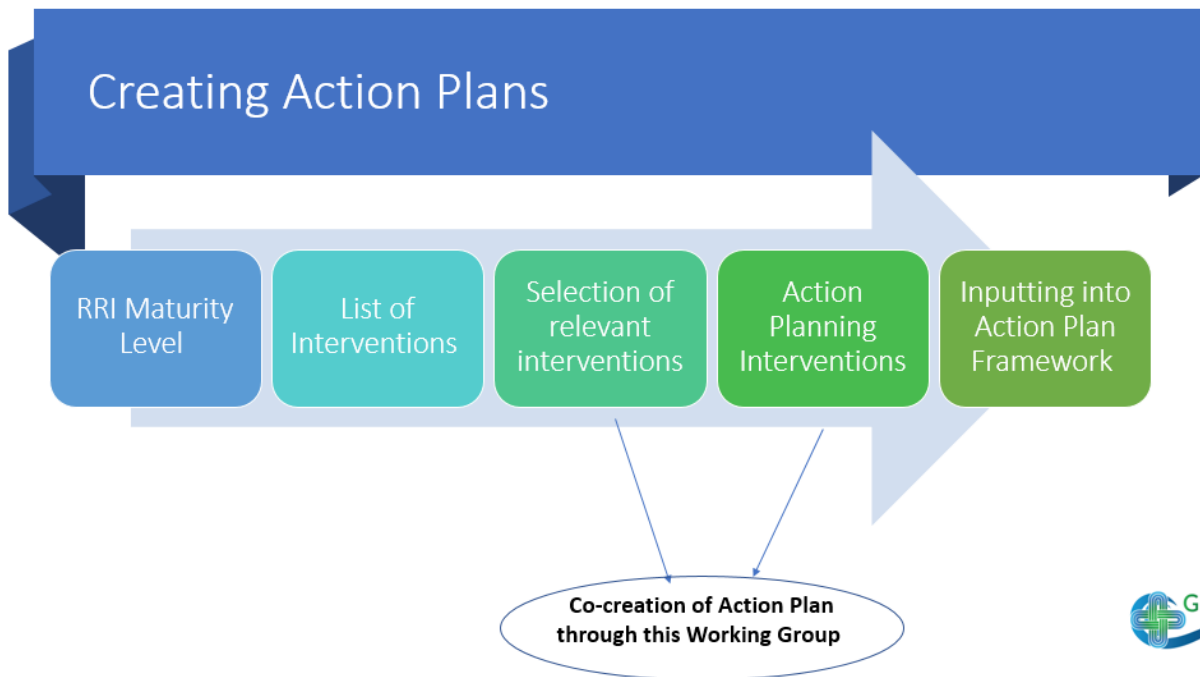 Creating Action Plans
RRI Maturity
Level
List of
Interventions
Selection of
relevant
interventions
Action
Planning
Interventions
Inputting into
Action Plan
Framework
Co-creation of Action Plan
through this Working Group
G